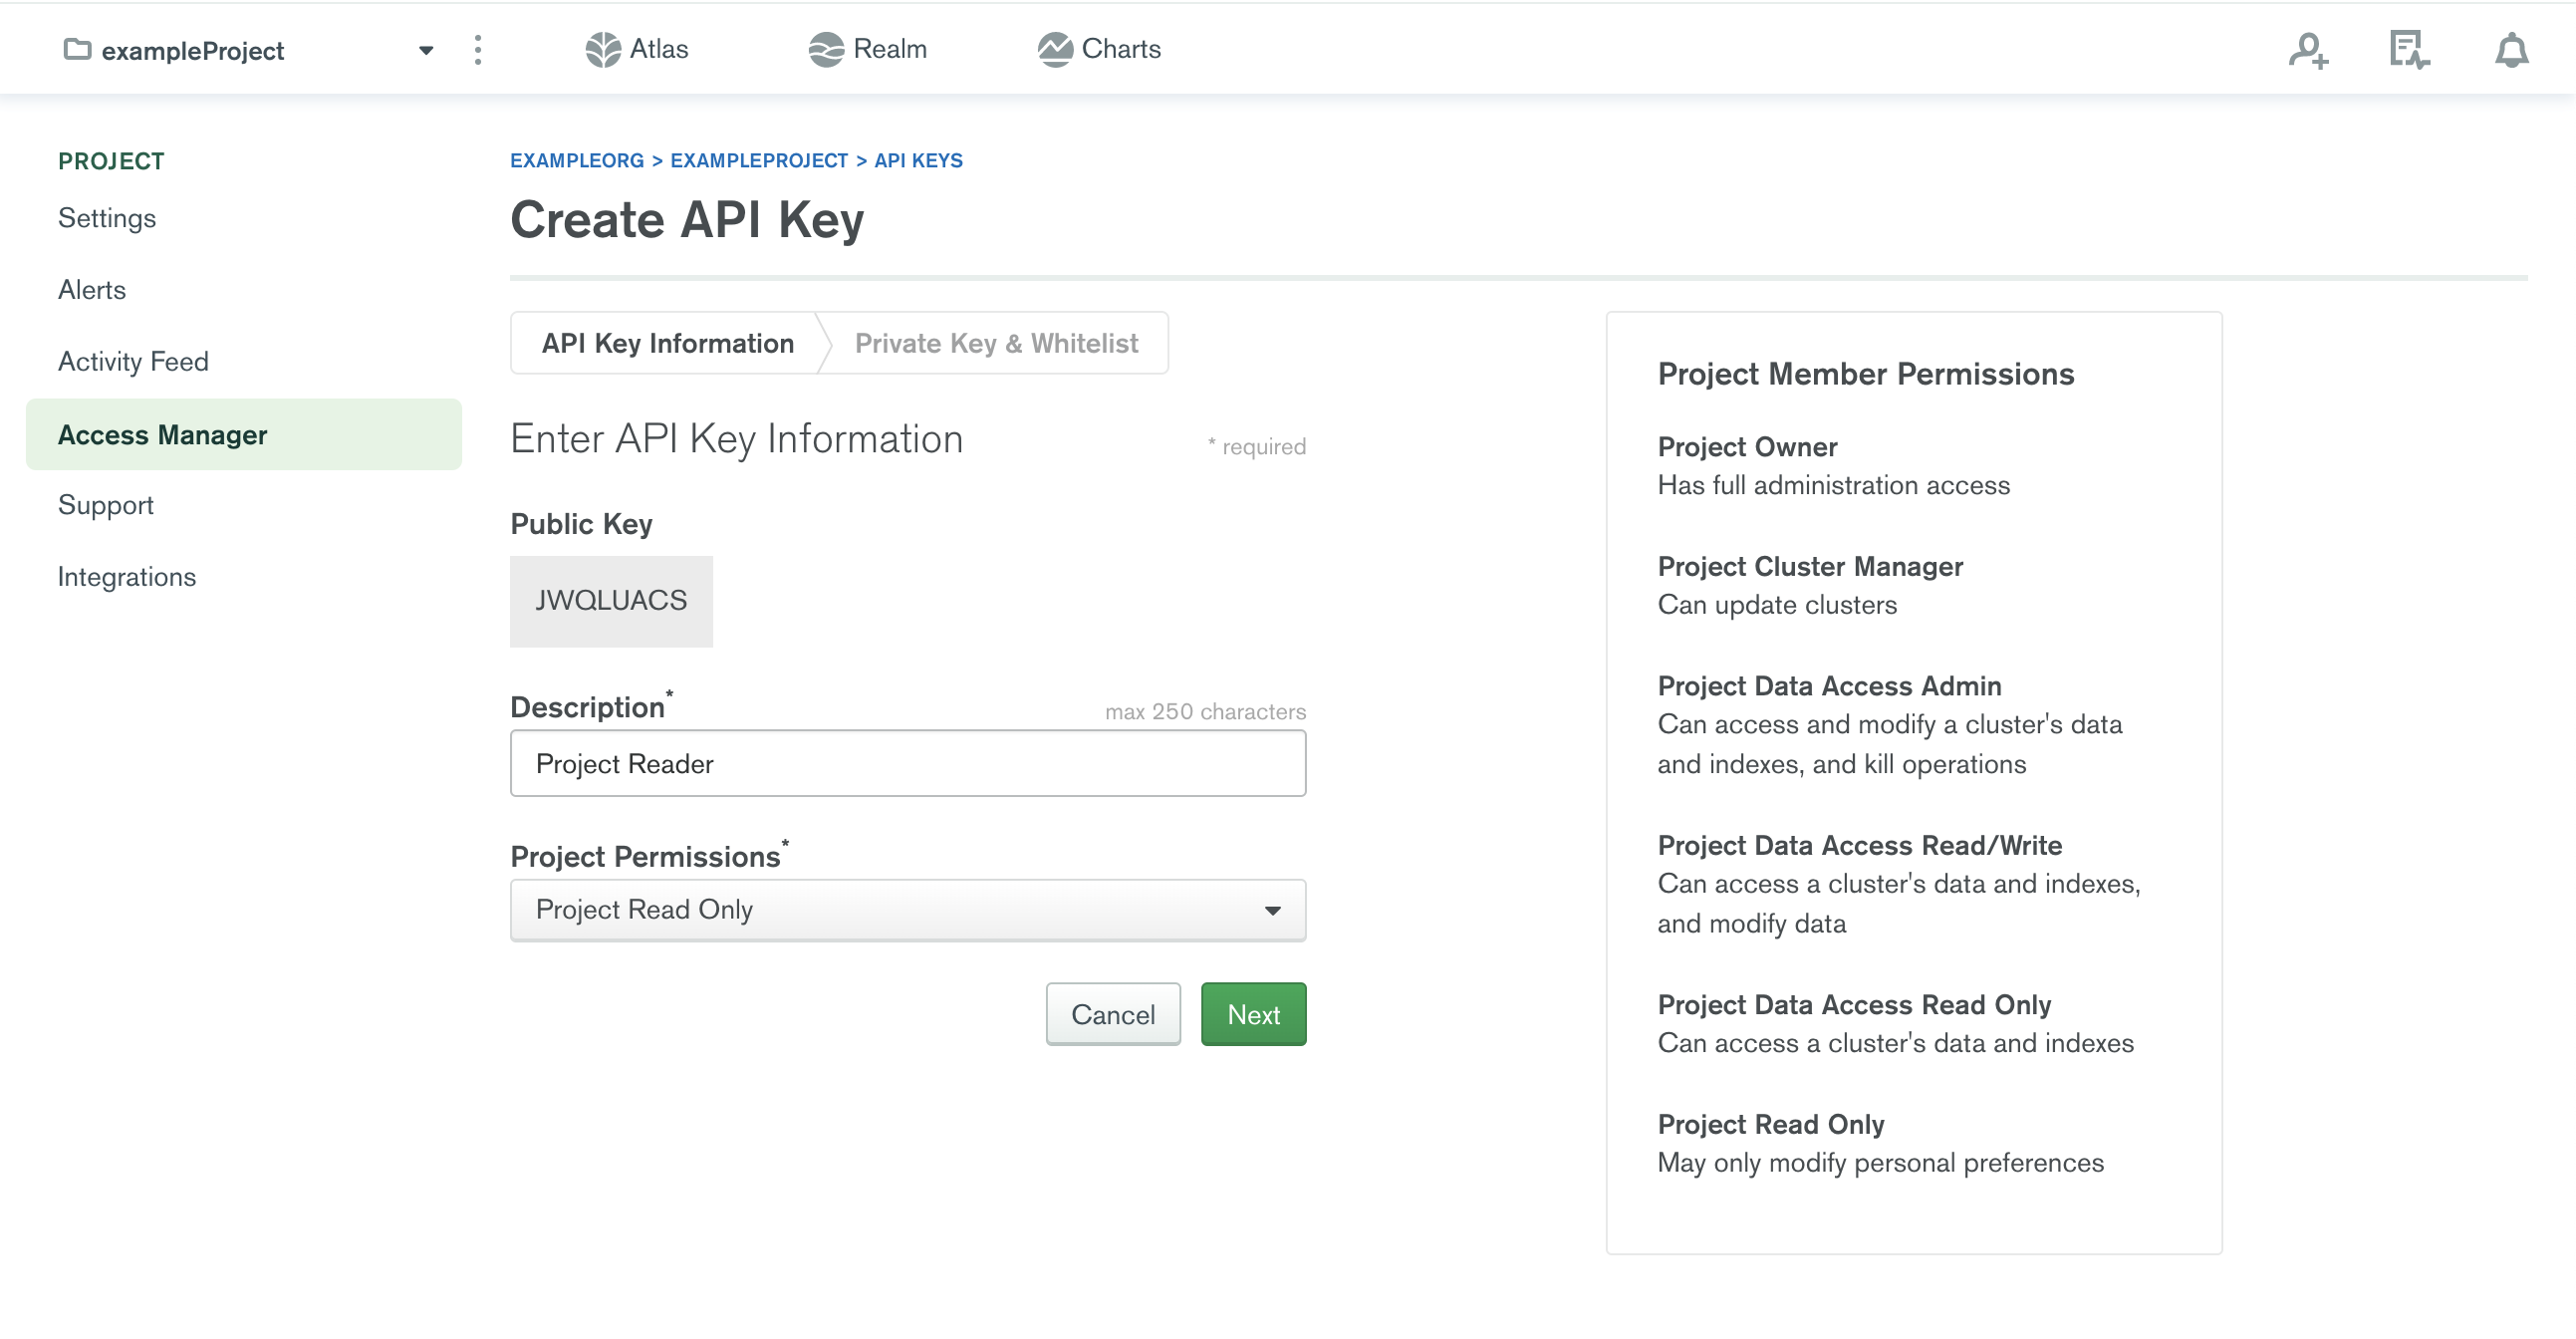 exampleProject
Atlas
Realm
Charts
PROJECT
Settings
Alerts
Activity Feed
Access Manager
Support
Integrations
EXAMPLEORG > EXAMPLEPROJECT > API KEYS
Create API Key
API Key Information
Private Key & Whitelist
Enter API Key Information
* required
Public Key
JWQLUACS
Description*
max 250 characters
Project Reader
Project Permissions*
Project Read Only
Cancel
Next
Project Member Permissions
Project Owner
Has full administration access
Project Cluster Manager
Can update clusters
Project Data Access Admin
Can access and modify a cluster's data
and indexes, and kill operations
Project Data Access Read/Write
Can access a cluster's data and indexes,
and modify data
Project Data Access Read Only
Can access a cluster's data and indexes
Project Read Only
May only modify personal preferences